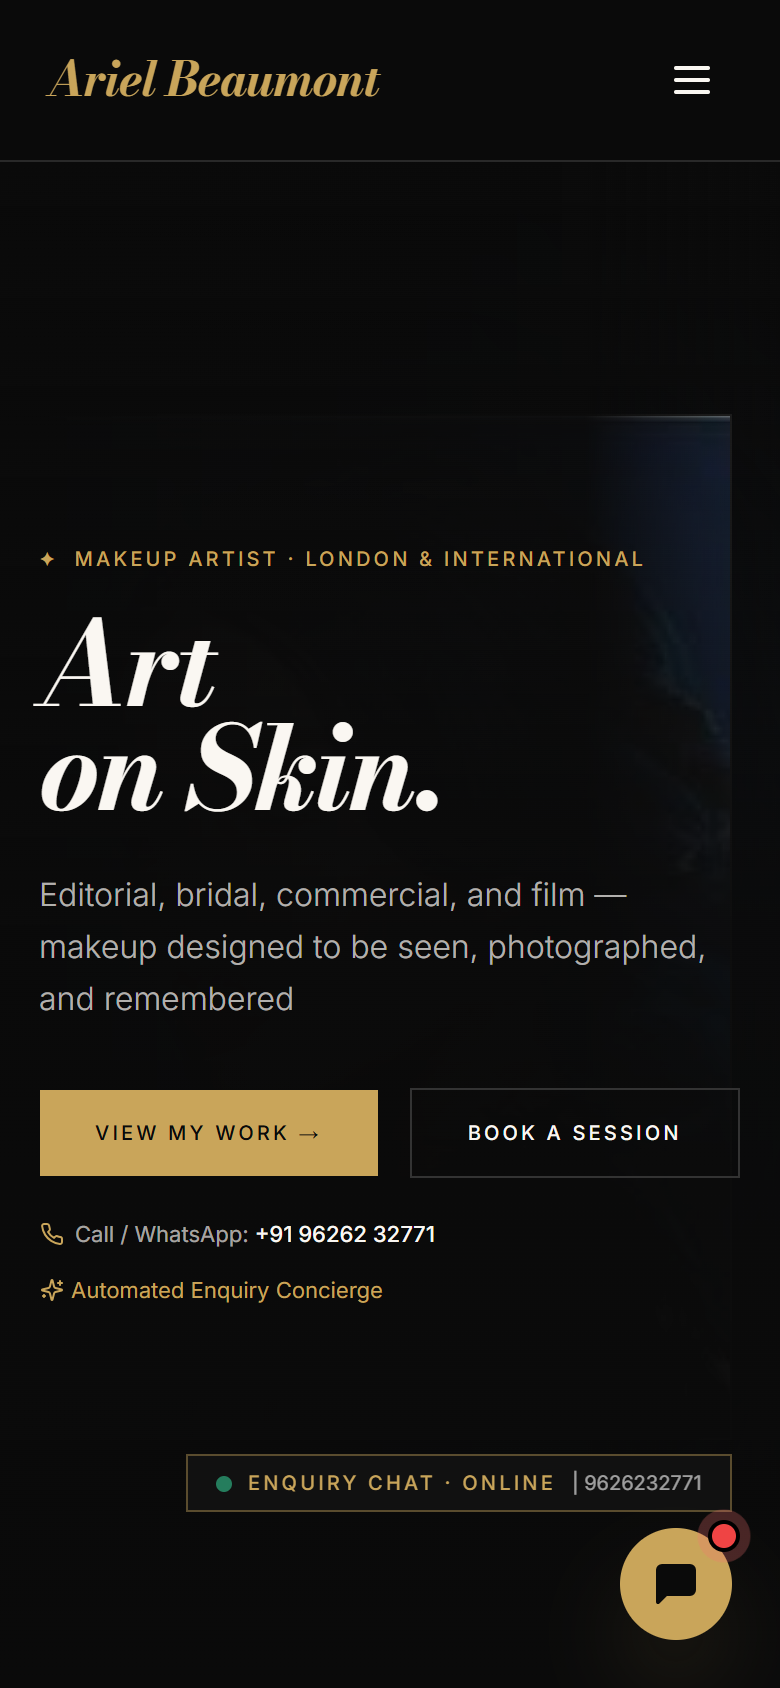 Ariel Beaumont
✦ MAKEUP ARTIST · LONDON & INTERNATIONAL
Art
on Skin.
Editorial, bridal, commercial, and film —
makeup designed to be seen, photographed,
and remembered
VIEW MY WORK →
BOOK A SESSION
Call / WhatsApp: +91 96262 32771
Automated Enquiry Concierge
ENQUIRY CHAT · ONLINE | 9626232771